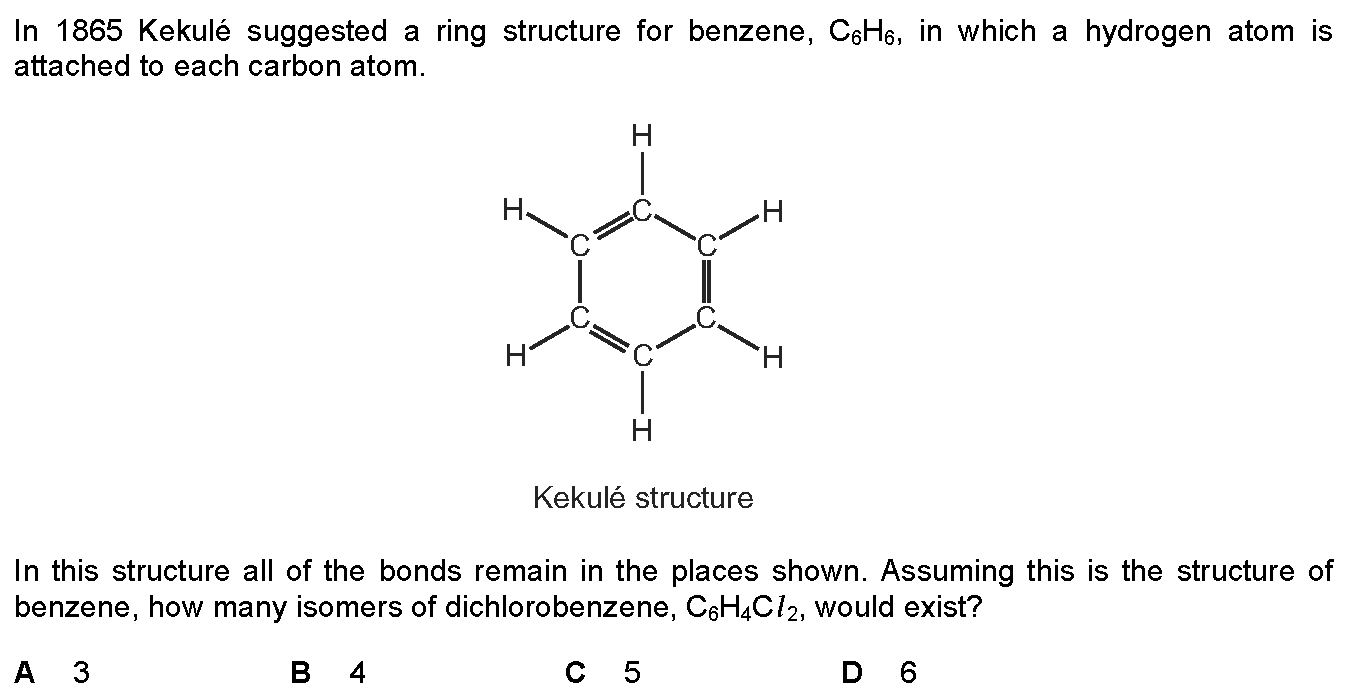 In 1865 Kekulé suggested a ring structure for benzene, C₆H₆, in which a hydrogen atom is
attached to each carbon atom.
H
H C H
C C
C C
H C H
H
Kekulé structure
In this structure all of the bonds remain in the places shown. Assuming this is the structure of
benzene, how many isomers of dichlorobenzene, C₆H₄Cl₂, would exist?
A 3 B 4 C 5 D 6